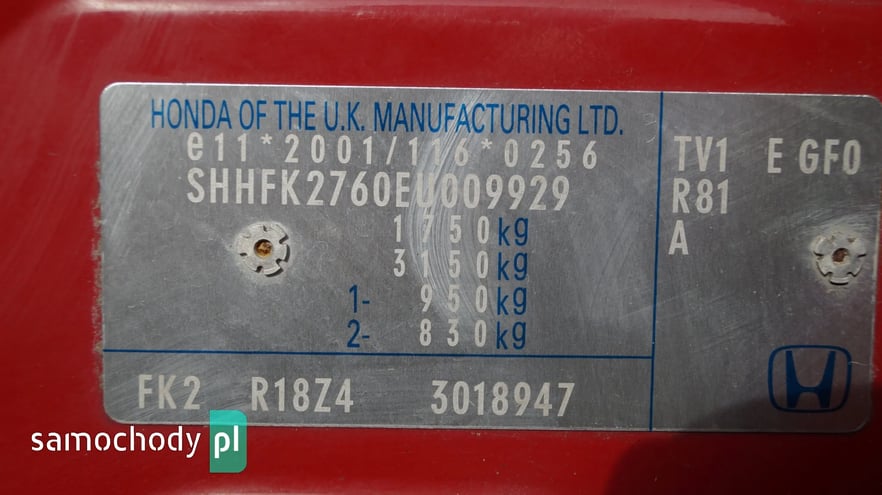 HONDA OF THE U.K. MANUFACTURING LTD.
e11*2001/116*0256
SHHFK2760EU009929
1750kg
3150kg
1- 950kg
2- 830kg
TV1 E GF0
R81
A
FK2 R18Z4 3018947
samochody pl